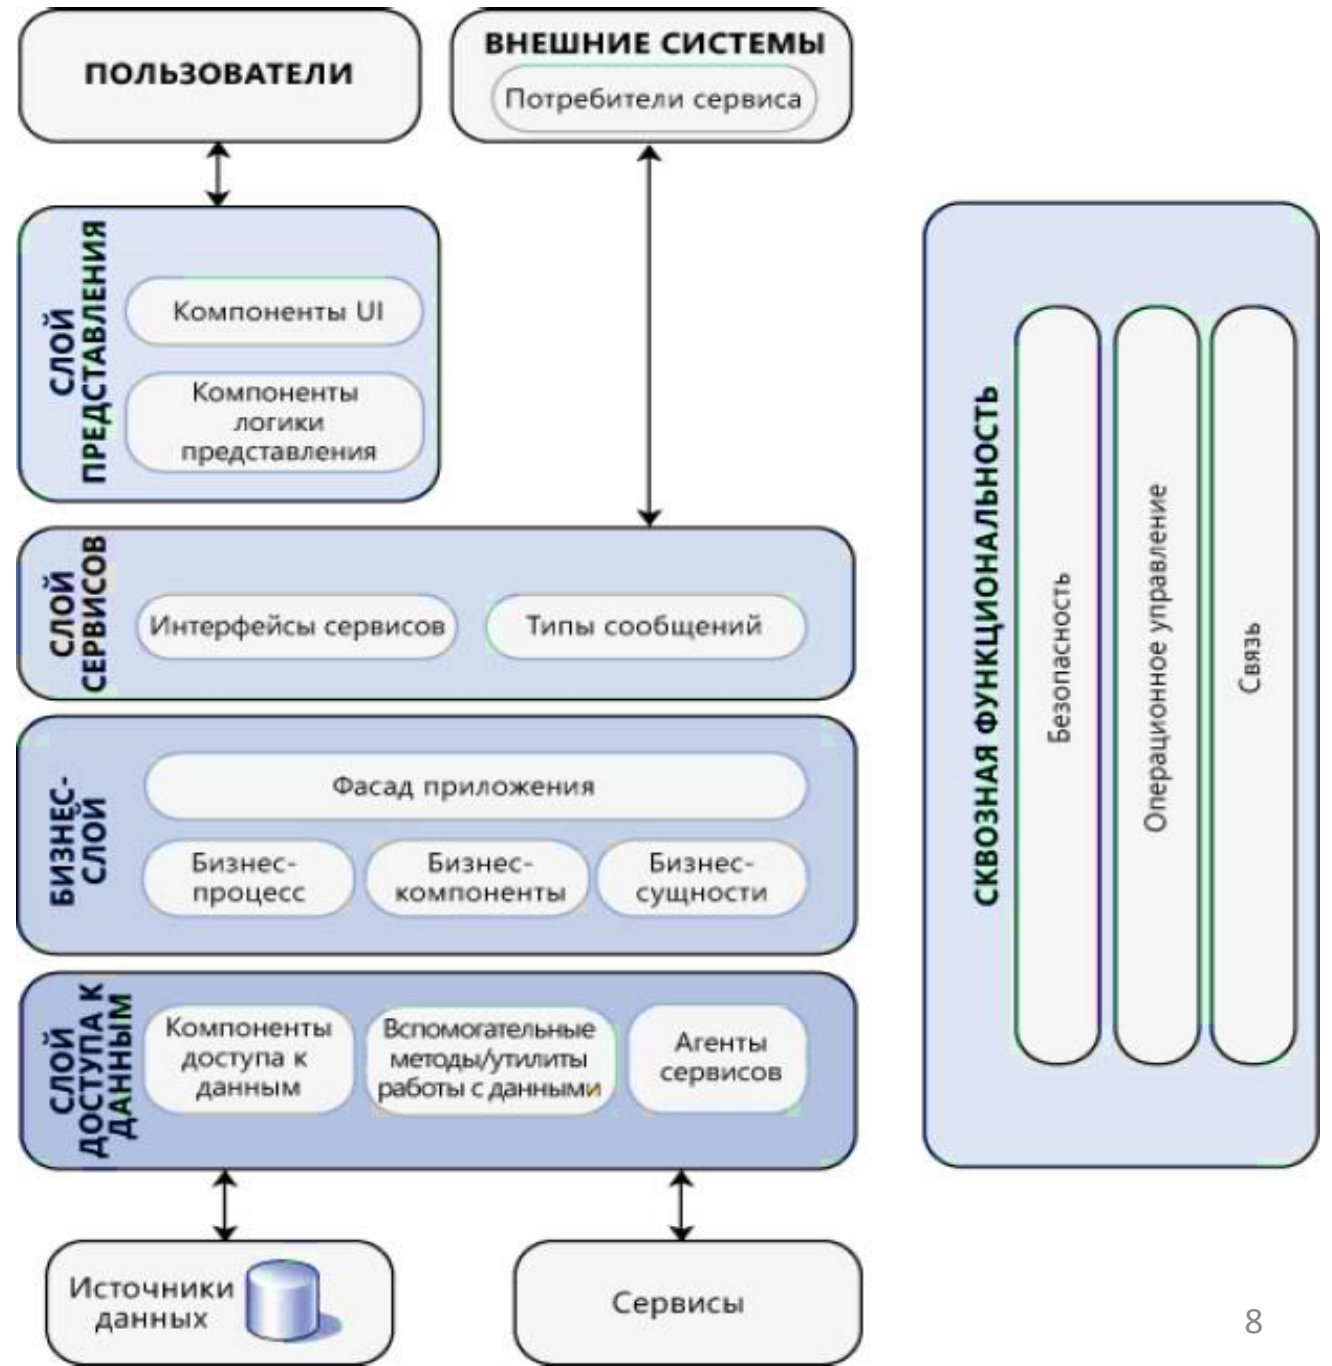 ПОЛЬЗОВАТЕЛИ
ВНЕШНИЕ СИСТЕМЫ
Потребители сервиса
СЛОЙ
ПРЕДСТАВЛЕНИЯ
Компоненты UI
Компоненты
логики
представления
СЛОЙ
СЕРВИСОВ
Интерфейсы сервисов
Типы сообщений
БИЗНЕС-
СЛОЙ
Фасад приложения
Бизнес-
процесс
Бизнес-
компоненты
Бизнес-
сущности
СЛОЙ
ДОСТУПА К
ДАННЫМ
Компоненты
доступа к
данным
Вспомогательные
методы/утилиты
работы с данными
Агенты
сервисов
Источники
данных
Сервисы
СКВОЗНАЯ ФУНКЦИОНАЛЬНОСТЬ
Безопасность
Операционное управление
Связь
8